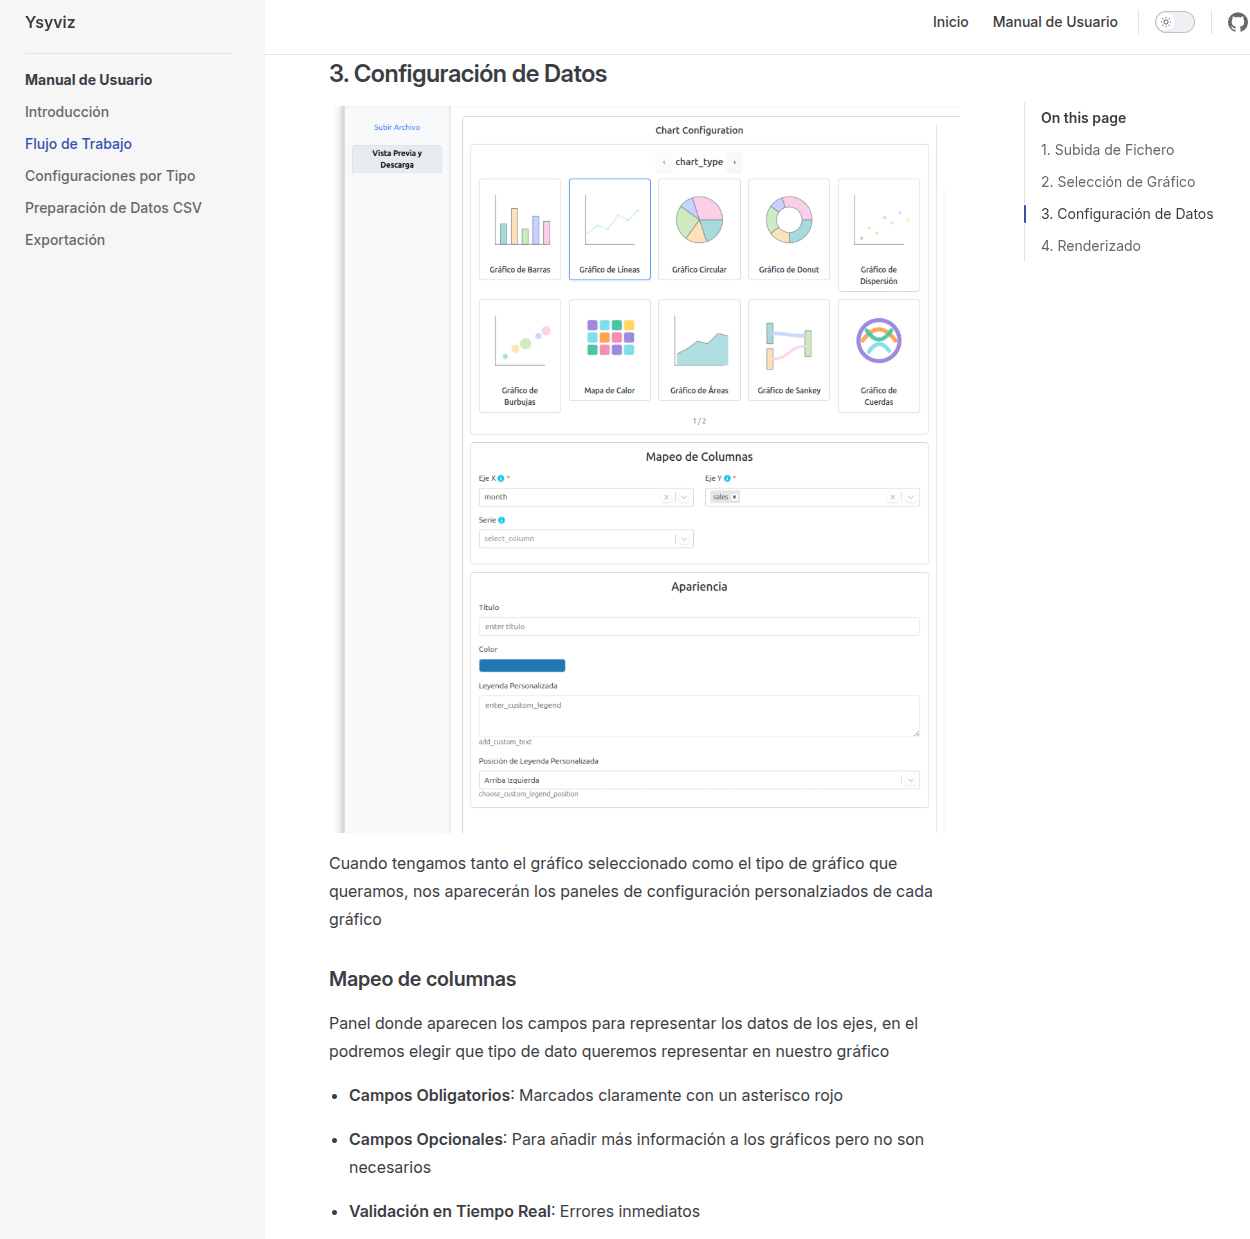 Ysyviz
Inicio
Manual de Usuario
Manual de Usuario
Introducción
Flujo de Trabajo
Configuraciones por Tipo
Preparación de Datos CSV
Exportación
3. Configuración de Datos
Subir Archivo
Vista Previa y
Descarga
Chart Configuration
‹ chart_type ›
Gráfico de Barras
Gráfico de Líneas
Gráfico Circular
Gráfico de Donut
Gráfico de
Dispersión
Gráfico de
Burbujas
Mapa de Calor
Gráfico de Áreas
Gráfico de Sankey
Gráfico de
Cuerdas
1 / 2
Mapeo de Columnas
Eje X *
month
Eje Y *
sales
Serie
select_column
Apariencia
Título
enter título
Color
Leyenda Personalizada
enter_custom_legend
add_custom_text
Posición de Leyenda Personalizada
Arriba Izquierda
choose_custom_legend_position
Cuando tengamos tanto el gráfico seleccionado como el tipo de gráfico que
queramos, nos aparecerán los paneles de configuración personalziados de cada
gráfico
Mapeo de columnas
Panel donde aparecen los campos para representar los datos de los ejes, en el
podremos elegir que tipo de dato queremos representar en nuestro gráfico
• Campos Obligatorios: Marcados claramente con un asterisco rojo
• Campos Opcionales: Para añadir más información a los gráficos pero no son
necesarios
• Validación en Tiempo Real: Errores inmediatos
On this page
1. Subida de Fichero
2. Selección de Gráfico
3. Configuración de Datos
4. Renderizado